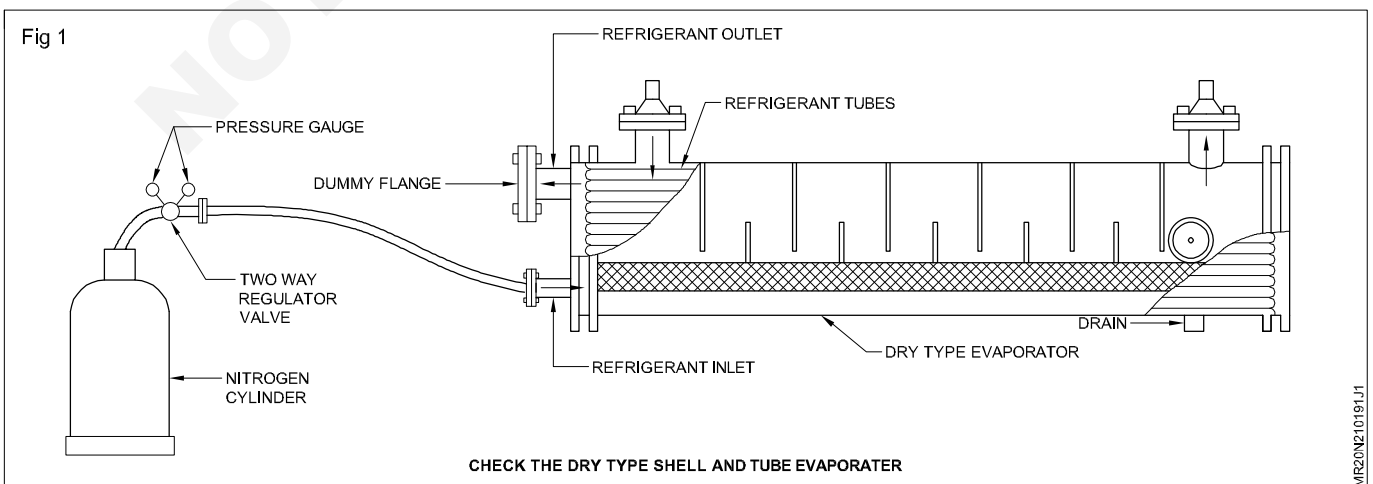 Fig 1
REFRIGERANT OUTLET
REFRIGERANT TUBES
PRESSURE GAUGE
DUMMY FLANGE
TWO WAY
REGULATOR
VALVE
DRAIN
DRY TYPE EVAPORATOR
REFRIGERANT INLET
NITROGEN
CYLINDER
CHECK THE DRY TYPE SHELL AND TUBE EVAPORATER
MR20N210191J1
NO